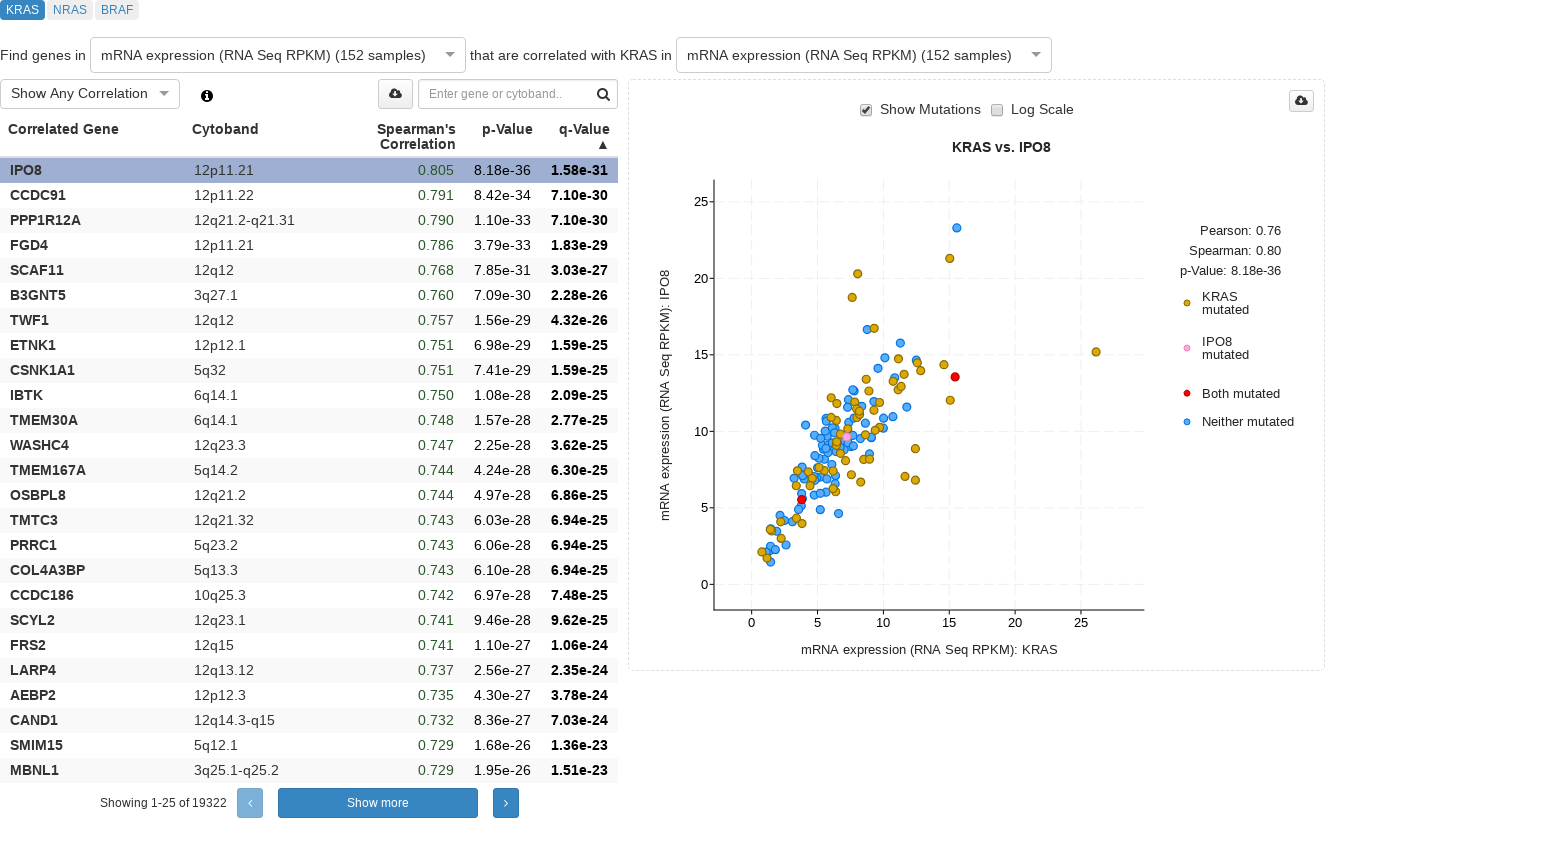 KRAS NRAS BRAF
Find genes in mRNA expression (RNA Seq RPKM) (152 samples) that are correlated with KRAS in mRNA expression (RNA Seq RPKM) (152 samples)
Show Any Correlation Enter gene or cytoband..
Correlated Gene Cytoband Spearman's Correlation p-Value q-Value ▲
IPO8 12p11.21 0.805 8.18e-36 1.58e-31
CCDC91 12p11.22 0.791 8.42e-34 7.10e-30
PPP1R12A 12q21.2-q21.31 0.790 1.10e-33 7.10e-30
FGD4 12p11.21 0.786 3.79e-33 1.83e-29
SCAF11 12q12 0.768 7.85e-31 3.03e-27
B3GNT5 3q27.1 0.760 7.09e-30 2.28e-26
TWF1 12q12 0.757 1.56e-29 4.32e-26
ETNK1 12p12.1 0.751 6.98e-29 1.59e-25
CSNK1A1 5q32 0.751 7.41e-29 1.59e-25
IBTK 6q14.1 0.750 1.08e-28 2.09e-25
TMEM30A 6q14.1 0.748 1.57e-28 2.77e-25
WASHC4 12q23.3 0.747 2.25e-28 3.62e-25
TMEM167A 5q14.2 0.744 4.24e-28 6.30e-25
OSBPL8 12q21.2 0.744 4.97e-28 6.86e-25
TMTC3 12q21.32 0.743 6.03e-28 6.94e-25
PRRC1 5q23.2 0.743 6.06e-28 6.94e-25
COL4A3BP 5q13.3 0.743 6.10e-28 6.94e-25
CCDC186 10q25.3 0.742 6.97e-28 7.48e-25
SCYL2 12q23.1 0.741 9.46e-28 9.62e-25
FRS2 12q15 0.741 1.10e-27 1.06e-24
LARP4 12q13.12 0.737 2.56e-27 2.35e-24
AEBP2 12p12.3 0.735 4.30e-27 3.78e-24
CAND1 12q14.3-q15 0.732 8.36e-27 7.03e-24
SMIM15 5q12.1 0.729 1.68e-26 1.36e-23
MBNL1 3q25.1-q25.2 0.729 1.95e-26 1.51e-23
Showing 1-25 of 19322 Show more
Show Mutations Log Scale
KRAS vs. IPO8
mRNA expression (RNA Seq RPKM): IPO8
25
20
15
10
5
0
0 5 10 15 20 25
mRNA expression (RNA Seq RPKM): KRAS
Pearson: 0.76
Spearman: 0.80
p-Value: 8.18e-36
KRAS
mutated
IPO8
mutated
Both mutated
Neither mutated